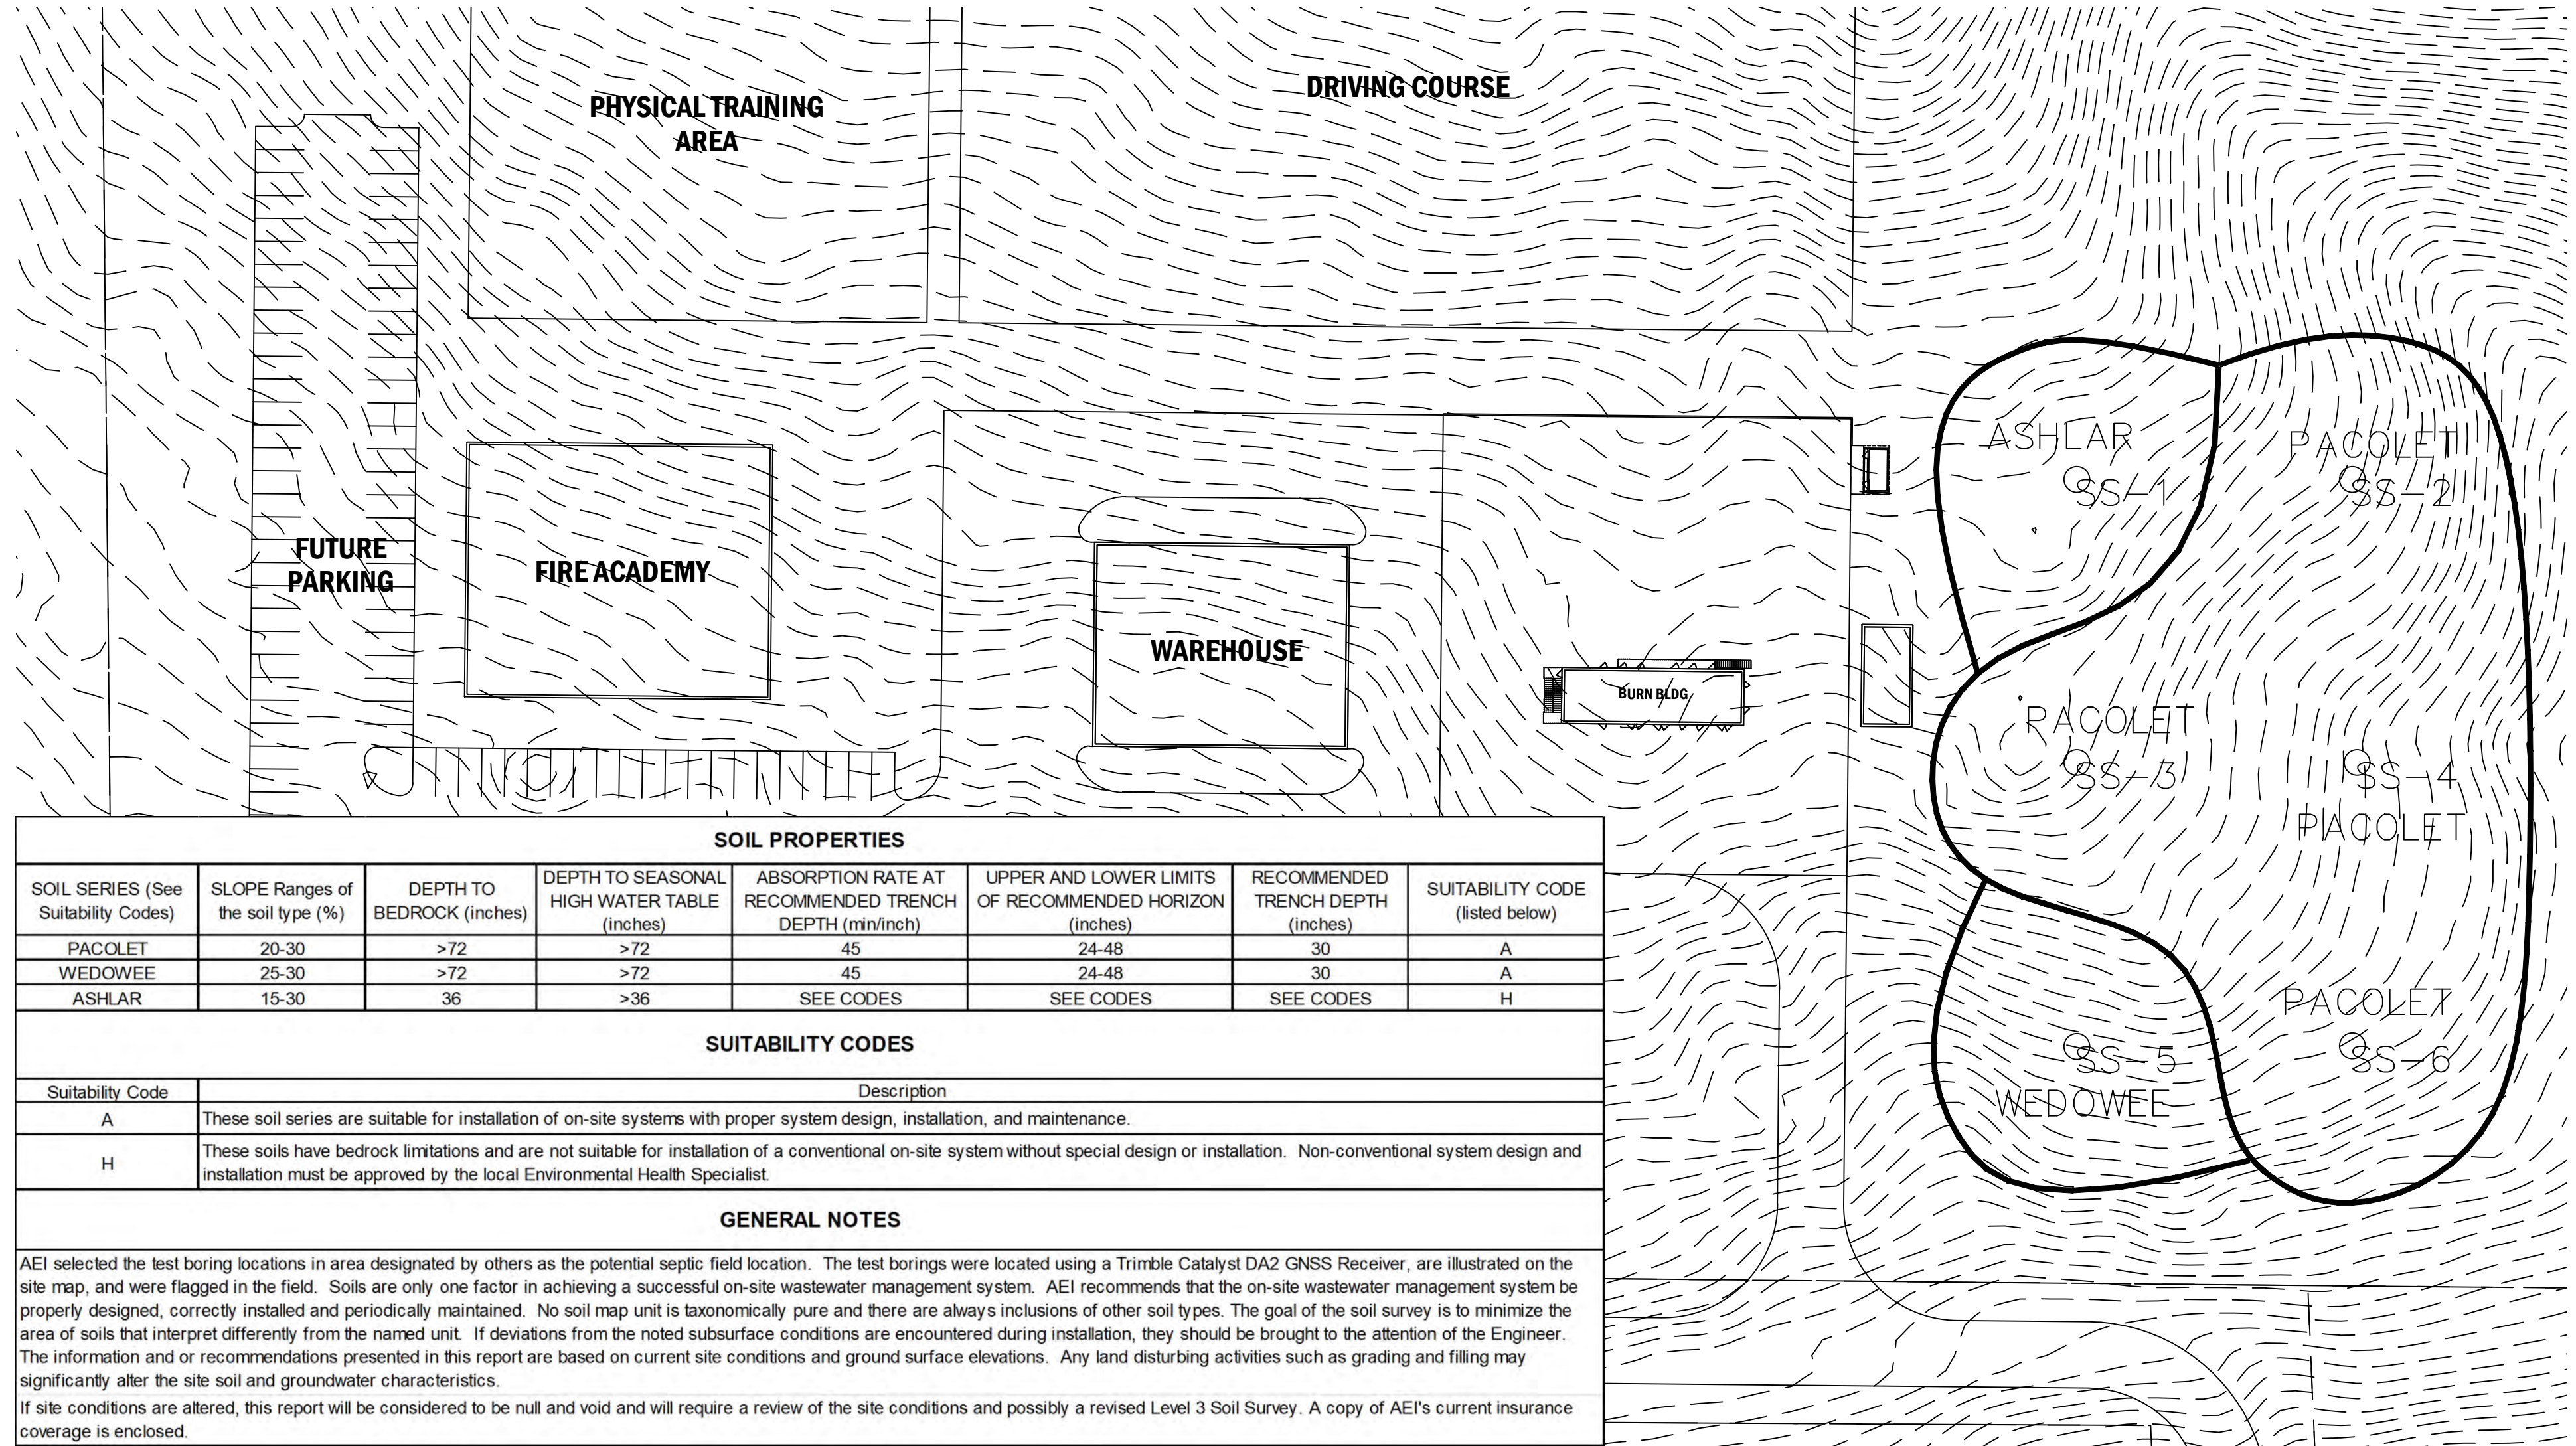 DRIVING COURSE
PHYSICAL TRAINING
AREA
ASHLAR
SS-1
PACOLET
SS-2
FUTURE
PARKING
FIRE ACADEMY
WAREHOUSE
BURN BLDG
PACOLET
SS-3
SS-4
PACOLET
PACOLET
SS-6
SS-5
WEDOWEE
SOIL PROPERTIES
SOIL SERIES (See
Suitability Codes)
SLOPE Ranges of
the soil type (%)
DEPTH TO
BEDROCK (inches)
DEPTH TO SEASONAL
HIGH WATER TABLE
(inches)
ABSORPTION RATE AT
RECOMMENDED TRENCH
DEPTH (min/inch)
UPPER AND LOWER LIMITS
OF RECOMMENDED HORIZON
(inches)
RECOMMENDED
TRENCH DEPTH
(inches)
SUITABILITY CODE
(listed below)
PACOLET 20-30 >72 >72 45 24-48 30 A
WEDOWEE 25-30 >72 >72 45 24-48 30 A
ASHLAR 15-30 36 >36 SEE CODES SEE CODES SEE CODES H
SUITABILITY CODES
Suitability Code Description
A These soil series are suitable for installation of on-site systems with proper system design, installation, and maintenance.
H These soils have bedrock limitations and are not suitable for installation of a conventional on-site system without special design or installation. Non-conventional system design and
installation must be approved by the local Environmental Health Specialist.
GENERAL NOTES
AEI selected the test boring locations in area designated by others as the potential septic field location. The test borings were located using a Trimble Catalyst DA2 GNSS Receiver, are illustrated on the
site map, and were flagged in the field. Soils are only one factor in achieving a successful on-site wastewater management system. AEI recommends that the on-site wastewater management system be
properly designed, correctly installed and periodically maintained. No soil map unit is taxonomically pure and there are always inclusions of other soil types. The goal of the soil survey is to minimize the
area of soils that interpret differently from the named unit. If deviations from the noted subsurface conditions are encountered during installation, they should be brought to the attention of the Engineer.
The information and or recommendations presented in this report are based on current site conditions and ground surface elevations. Any land disturbing activities such as grading and filling may
significantly alter the site soil and groundwater characteristics.
If site conditions are altered, this report will be considered to be null and void and will require a review of the site conditions and possibly a revised Level 3 Soil Survey. A copy of AEI's current insurance
coverage is enclosed.